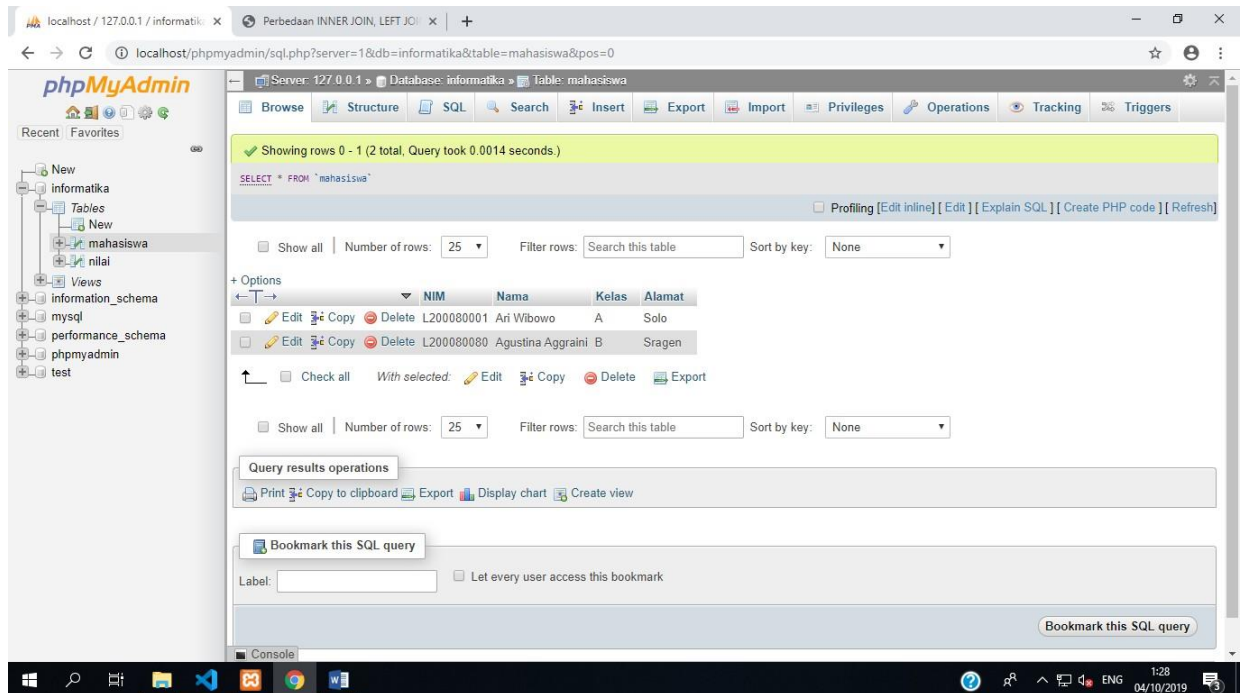 localhost / 127.0.0.1 / informatik
Perbedaan INNER JOIN, LEFT JOI
localhost/phpmyadmin/sql.php?server=1&db=informatika&table=mahasiswa&pos=0
phpMyAdmin
Recent Favorites
New
informatika
Tables
New
mahasiswa
nilai
Views
information_schema
mysql
performance_schema
phpmyadmin
test
Server: 127.0.0.1 » Database: informatika » Table: mahasiswa
Browse Structure SQL Search Insert Export Import Privileges Operations Tracking Triggers
Showing rows 0 - 1 (2 total, Query took 0.0014 seconds.)
SELECT * FROM `mahasiswa`
Profiling [Edit inline] [ Edit ] [ Explain SQL ] [ Create PHP code ] [ Refresh]
Show all Number of rows: 25 Filter rows: Search this table Sort by key: None
+ Options
NIM Nama Kelas Alamat
Edit Copy Delete L200080001 Ari Wibowo A Solo
Edit Copy Delete L200080080 Agustina Aggraini B Sragen
Check all With selected: Edit Copy Delete Export
Show all Number of rows: 25 Filter rows: Search this table Sort by key: None
Query results operations
Print Copy to clipboard Export Display chart Create view
Bookmark this SQL query
Label: Let every user access this bookmark
Bookmark this SQL query
Console
ENG 1:28
04/10/2019